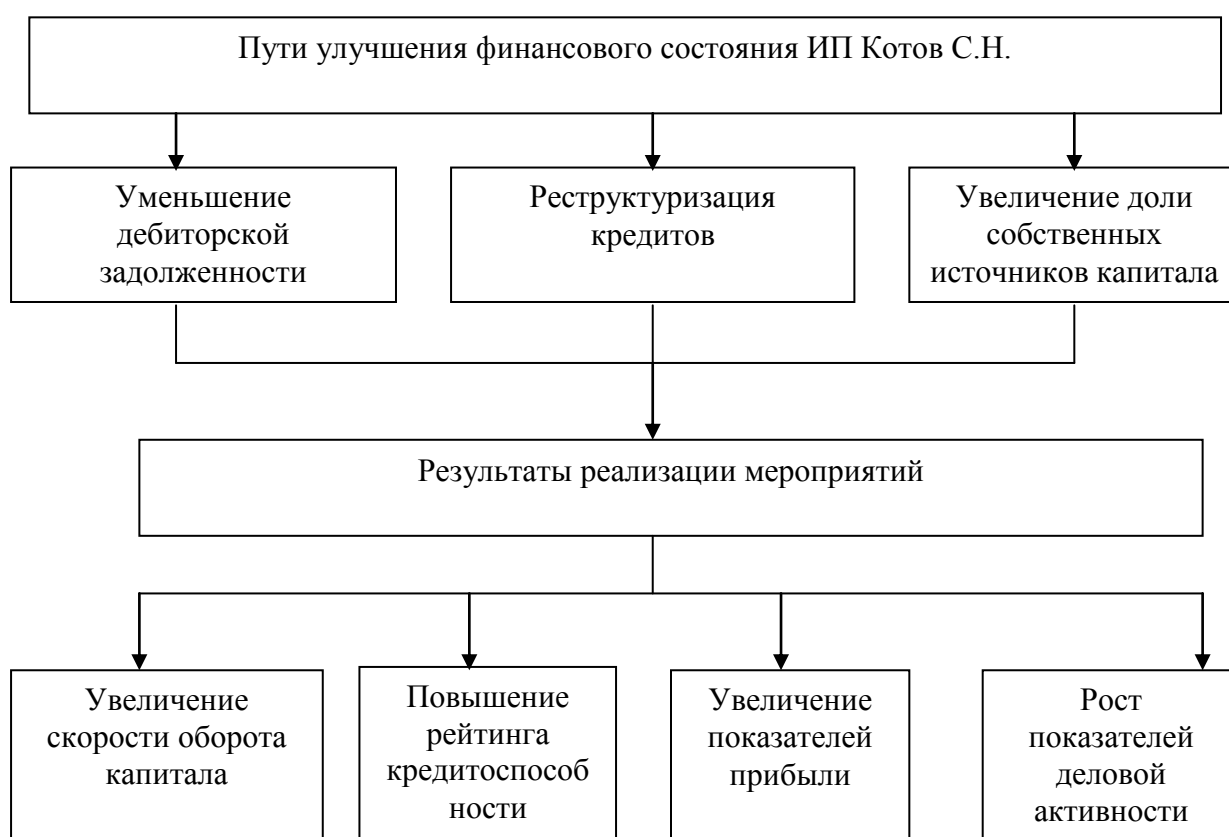 Пути улучшения финансового состояния ИП Котов С.Н.
Уменьшение
дебиторской
задолженности
Реструктуризация
кредитов
Увеличение доли
собственных
источников капитала
Результаты реализации мероприятий
Увеличение
скорости оборота
капитала
Повышение
рейтинга
кредитоспособ
ности
Увеличение
показателей
прибыли
Рост
показателей
деловой
активности